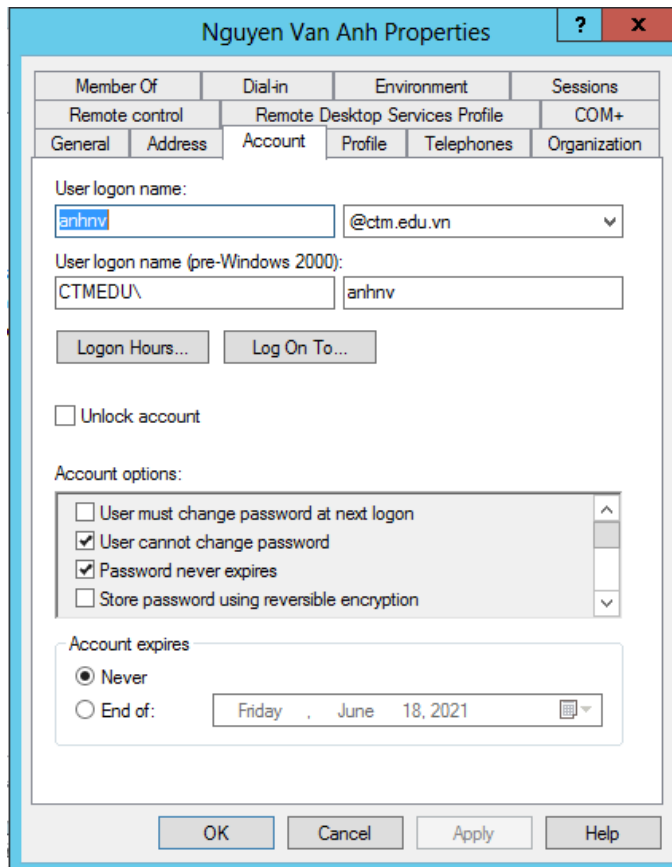 Nguyen Van Anh Properties
? x
Member Of Dial-in Environment Sessions
Remote control Remote Desktop Services Profile COM+
General Address Account Profile Telephones Organization
User logon name:
anhnv @ctm.edu.vn
User logon name (pre-Windows 2000):
CTMEDU\ anhnv
Logon Hours... Log On To...
Unlock account
Account options:
User must change password at next logon
User cannot change password
Password never expires
Store password using reversible encryption
Account expires
Never
End of: Friday , June 18, 2021
OK Cancel Apply Help